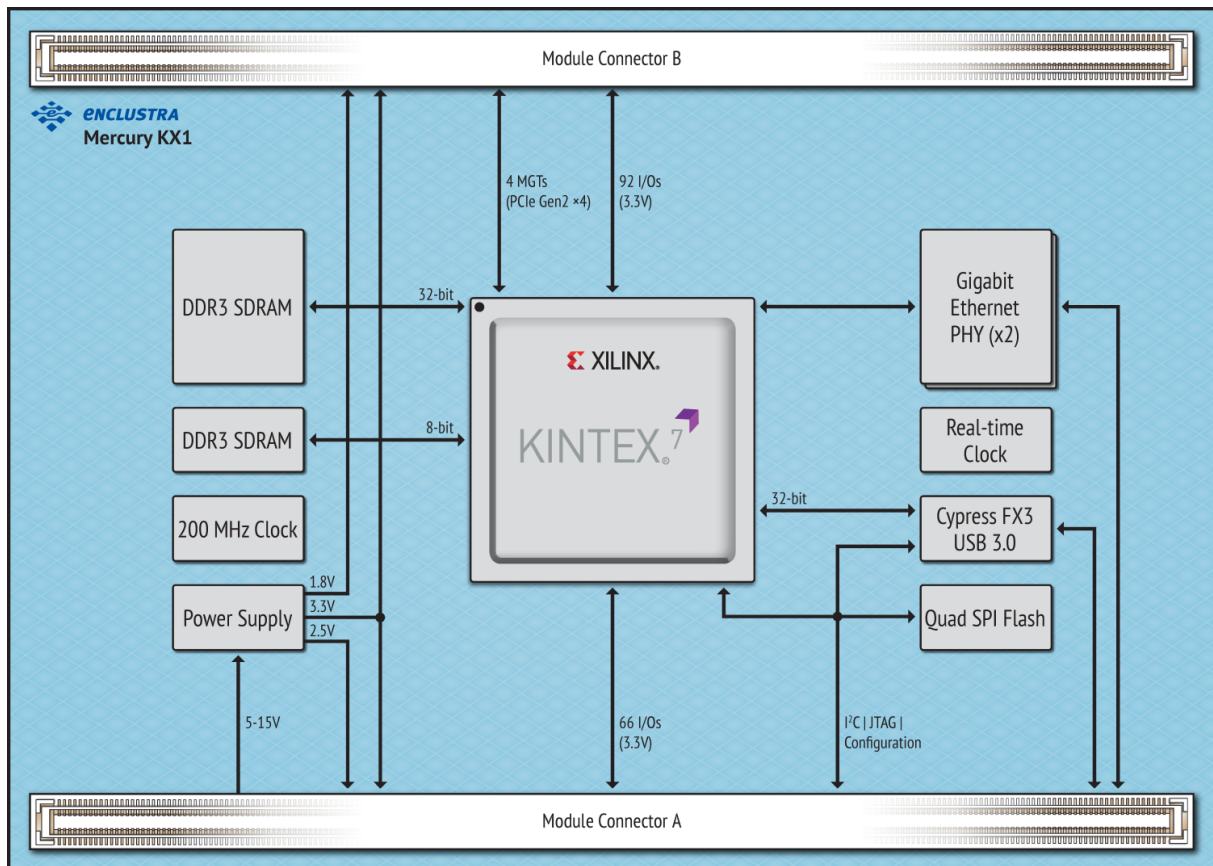 Module Connector B
enclustra
Mercury KX1
4 MGTs
(PCIe Gen2 ×4)
92 I/Os
(3.3V)
DDR3 SDRAM
32-bit
Gigabit
Ethernet
PHY (x2)
XILINX®
DDR3 SDRAM
8-bit
KINTEX®7
Real-time
Clock
200 MHz Clock
32-bit
Cypress FX3
USB 3.0
Power Supply
1.8V
3.3V
2.5V
Quad SPI Flash
5-15V
66 I/Os
(3.3V)
I²C | JTAG |
Configuration
Module Connector A